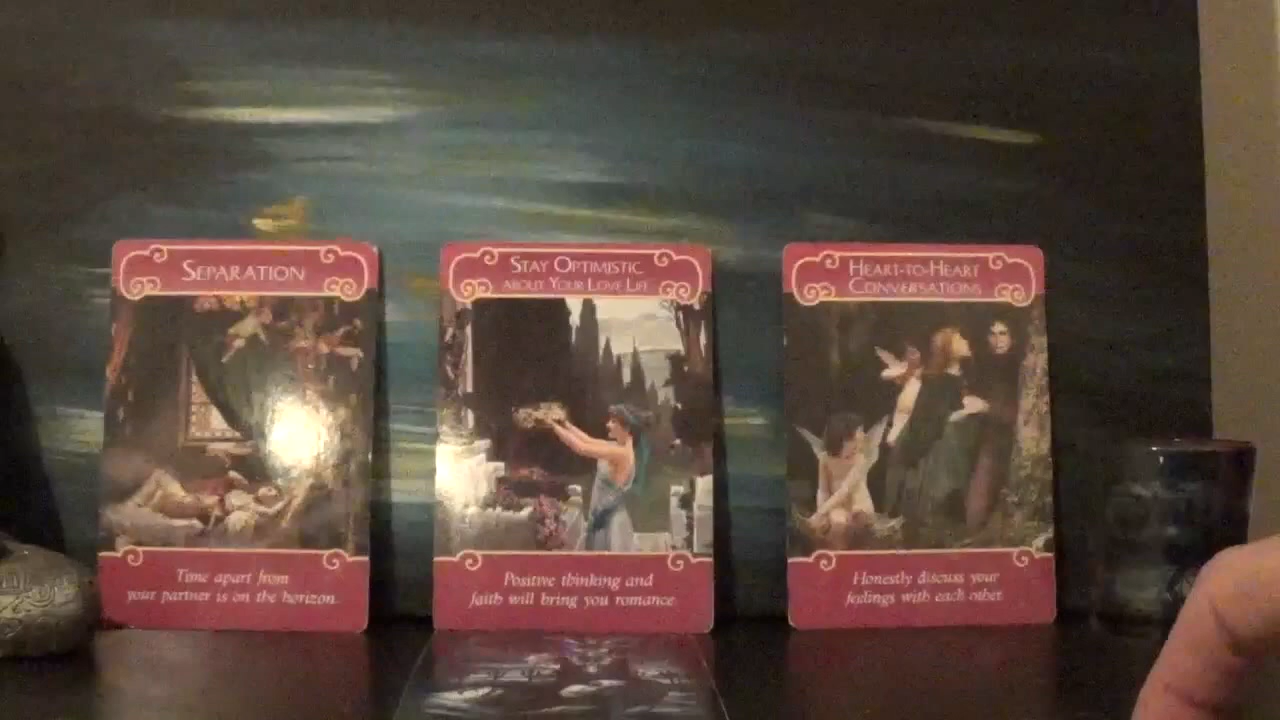 SEPARATION
Time apart from
your partner is on the horizon.
STAY OPTIMISTIC
ABOUT YOUR LOVE LIFE
Positive thinking and
faith will bring you romance.
HEART-TO-HEART
CONVERSATIONS
Honestly discuss your
feelings with each other.